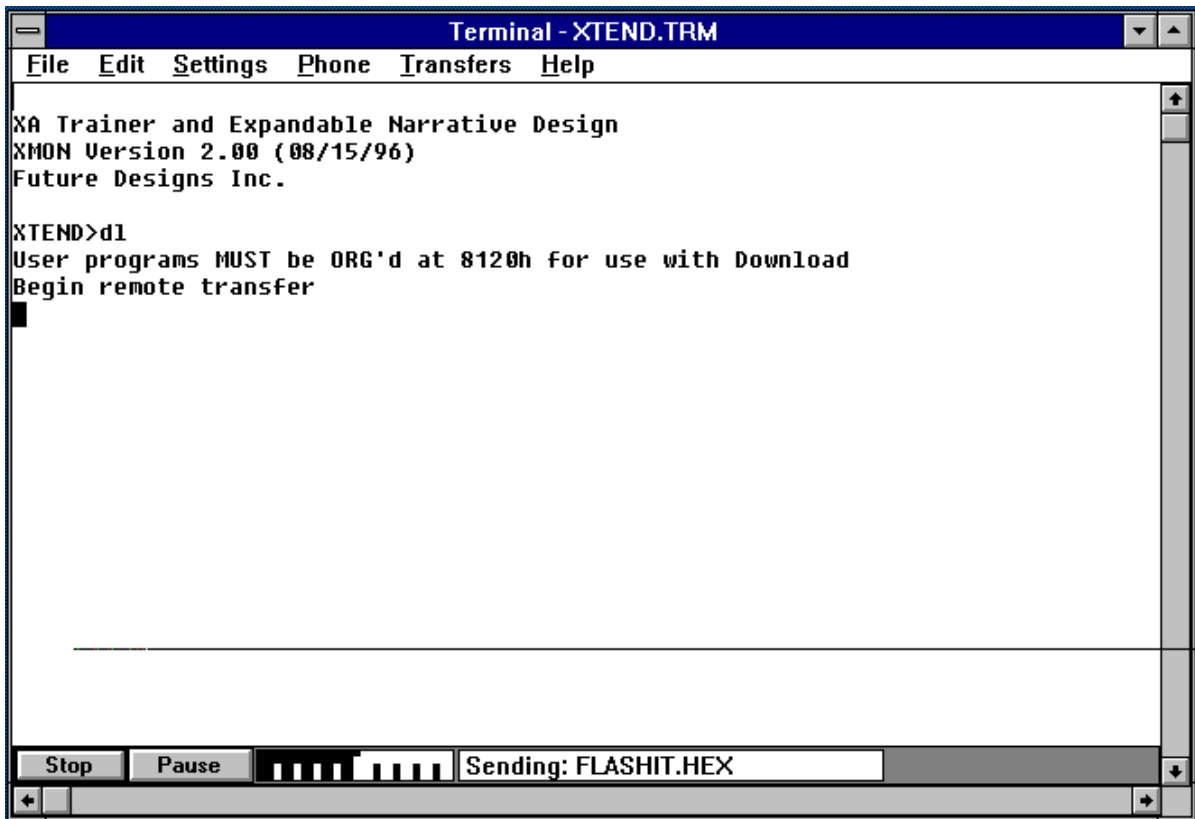 Terminal - XTEND.TRM
File Edit Settings Phone Transfers Help
XA Trainer and Expandable Narrative Design
XMON Version 2.00 (08/15/96)
Future Designs Inc.
XTEND>dl
User programs MUST be ORG'd at 8120h for use with Download
Begin remote transfer
Stop Pause Sending: FLASHIT.HEX